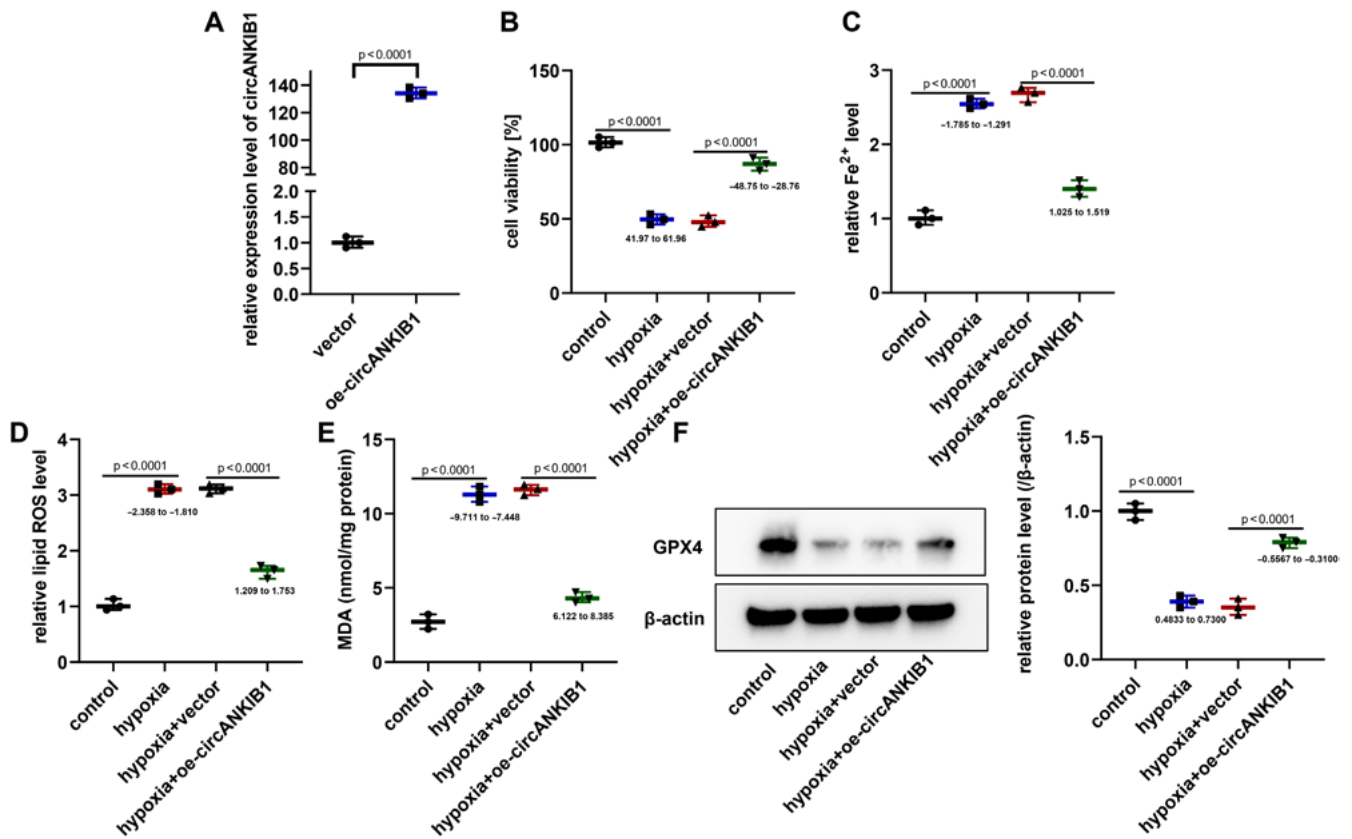 A
relative expression level of circANKIB1
p<0.0001
140
120
100
80
2.0
1.5
1.0
0.5
0.0
vector
oe-circANKIB1
B
cell viability [%]
150
100
50
0
p<0.0001
p<0.0001
−48.75 to −28.76
41.97 to 61.96
control
hypoxia
hypoxia+vector
hypoxia+oe-circANKIB1
C
relative Fe²⁺ level
3
2
1
0
p<0.0001
p<0.0001
−1.785 to −1.291
1.025 to 1.519
control
hypoxia
hypoxia+vector
hypoxia+oe-circANKIB1
D
relative lipid ROS level
4
3
2
1
0
p<0.0001
p<0.0001
−2.358 to −1.810
1.209 to 1.753
control
hypoxia
hypoxia+vector
hypoxia+oe-circANKIB1
E
MDA (nmol/mg protein)
15
10
5
0
p<0.0001
p<0.0001
−9.711 to −7.448
6.122 to 8.385
control
hypoxia
hypoxia+vector
hypoxia+oe-circANKIB1
F
GPX4
β-actin
control
hypoxia
hypoxia+vector
hypoxia+oe-circANKIB1
relative protein level (/β-actin)
1.5
1.0
0.5
0.0
p<0.0001
p<0.0001
−0.5567 to −0.3100
0.4833 to 0.7300
control
hypoxia
hypoxia+vector
hypoxia+oe-circANKIB1